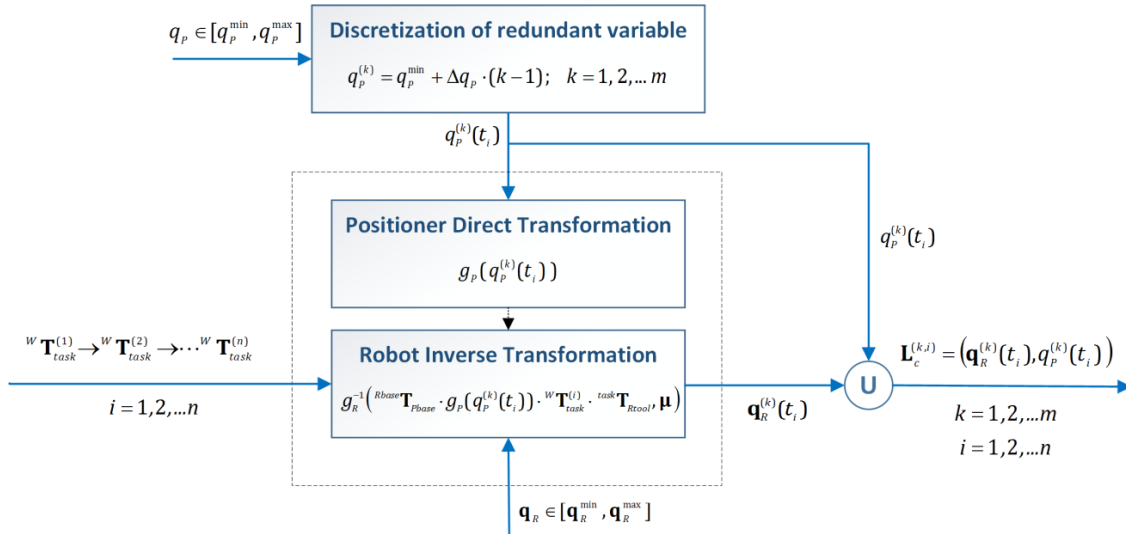 q_P ∈ [q_P^min, q_P^max]
Discretization of redundant variable
q_P^(k) = q_P^min + Δq_P · (k − 1); k = 1, 2, ... m
q_P^(k)(t_i)
Positioner Direct Transformation
g_P(q_P^(k)(t_i))
q_P^(k)(t_i)
^W T_task^(1) → ^W T_task^(2) → ··· ^W T_task^(n)
i = 1,2,...n
Robot Inverse Transformation
g_R^−1(^Rbase T_Pbase · g_P(q_P^(k)(t_i)) · ^W T_task^(i) · ^task T_Rtool, μ)
q_R^(k)(t_i)
U
L_c^(k,i) = (q_R^(k)(t_i), q_P^(k)(t_i))
k = 1,2,...m
i = 1,2,...n
q_R ∈ [q_R^min, q_R^max]